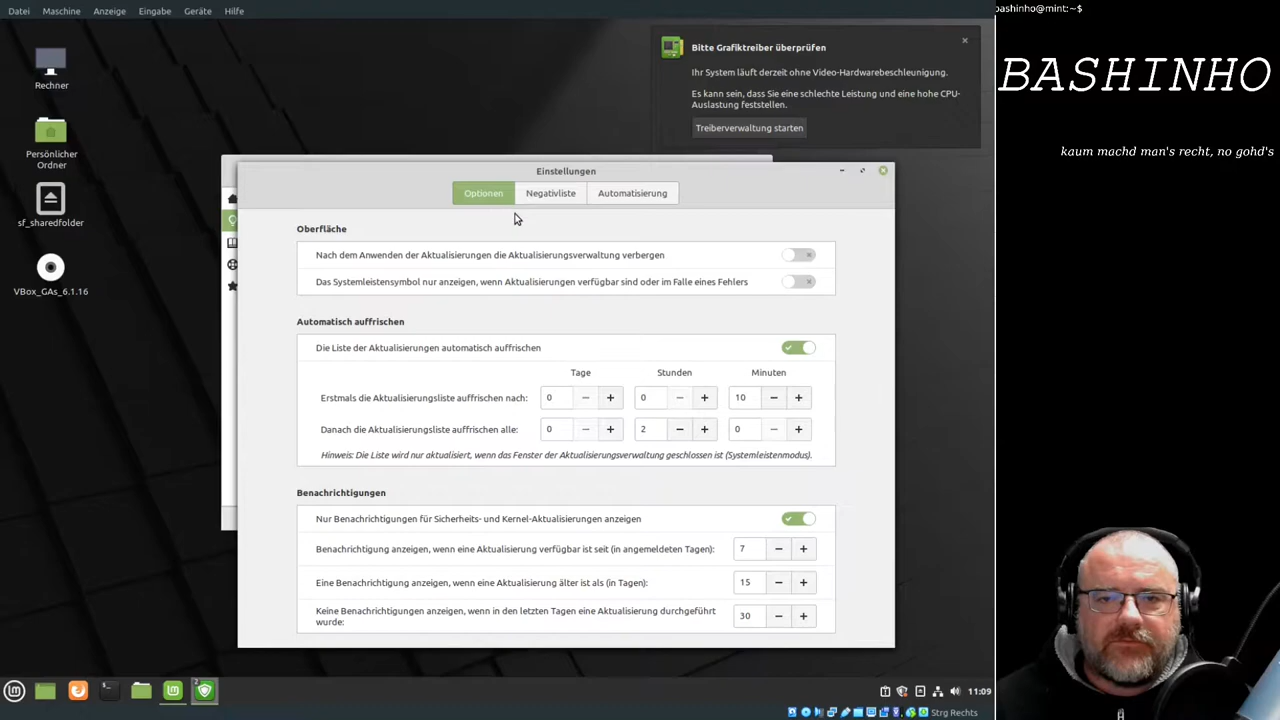 Datei Maschine Anzeige Eingabe Geräte Hilfe
bashinho@mint:~$
BASHINHO
kaum machd man's recht, no gohd's
Rechner
Persönlicher
Ordner
sf_sharedfolder
VBox_GAs_6.1.16
Bitte Grafiktreiber überprüfen
Ihr System läuft derzeit ohne Video-Hardwarebeschleunigung.
Es kann sein, dass Sie eine schlechte Leistung und eine hohe CPU-
Auslastung feststellen.
Treiberverwaltung starten
Einstellungen
Optionen Negativliste Automatisierung
Oberfläche
Nach dem Anwenden der Aktualisierungen die Aktualisierungsverwaltung verbergen
Das Systemleistensymbol nur anzeigen, wenn Aktualisierungen verfügbar sind oder im Falle eines Fehlers
Automatisch auffrischen
Die Liste der Aktualisierungen automatisch auffrischen
Tage Stunden Minuten
Erstmals die Aktualisierungsliste auffrischen nach: 0 0 10
Danach die Aktualisierungsliste auffrischen alle: 0 2 0
Hinweis: Die Liste wird nur aktualisiert, wenn das Fenster der Aktualisierungsverwaltung geschlossen ist (Systemleistenmodus).
Benachrichtigungen
Nur Benachrichtigungen für Sicherheits- und Kernel-Aktualisierungen anzeigen
Benachrichtigung anzeigen, wenn eine Aktualisierung verfügbar ist seit (in angemeldeten Tagen): 7
Eine Benachrichtigung anzeigen, wenn eine Aktualisierung älter ist als (in Tagen): 15
Keine Benachrichtigungen anzeigen, wenn in den letzten Tagen eine Aktualisierung durchgeführt
wurde: 30
2
11:09
Strg Rechts